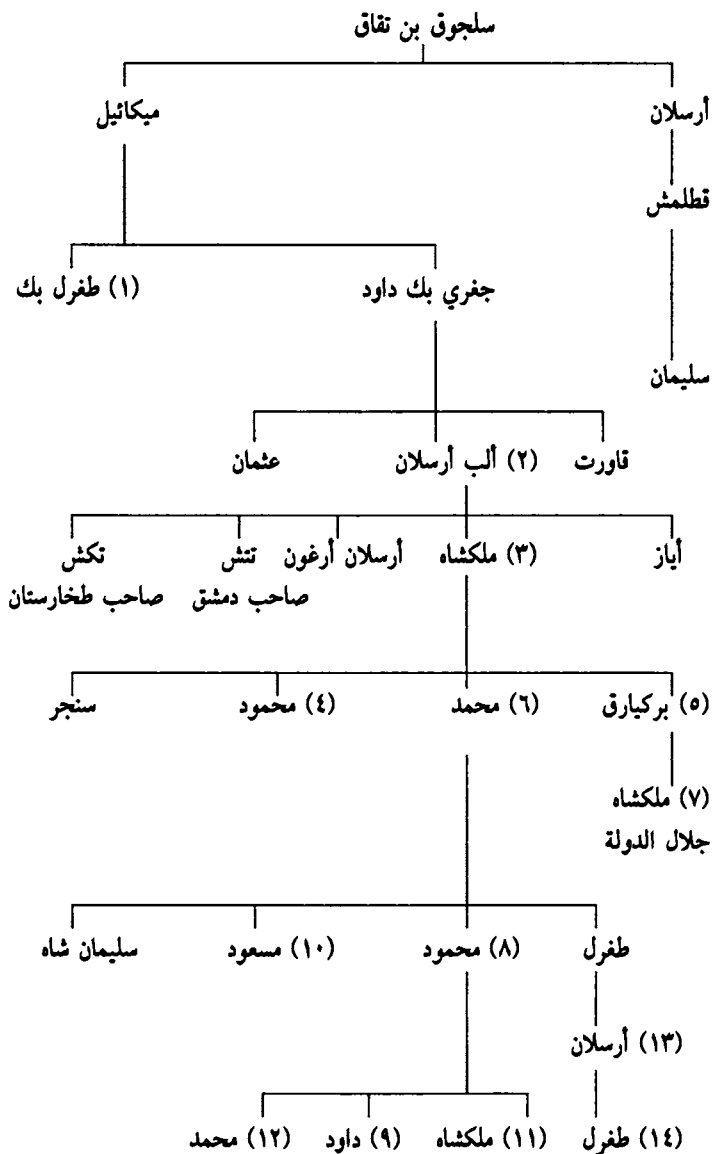 سلجوق بن تقاق
أرسلان ميكائيل
قطلمش
جغري بك داود (١) طغرل بك
سليمان
قاورت (٢) ألب أرسلان عثمان
أياز (٣) ملكشاه أرسلان أرغون تتش تكش
صاحب دمشق صاحب طخارستان
(٥) بركيارق (٦) محمد (٤) محمود سنجر
(٧) ملكشاه
جلال الدولة
طغرل (٨) محمود (١٠) مسعود سليمان شاه
(١٣) أرسلان
(١٤) طغرل (١١) ملكشاه (٩) داود (١٢) محمد